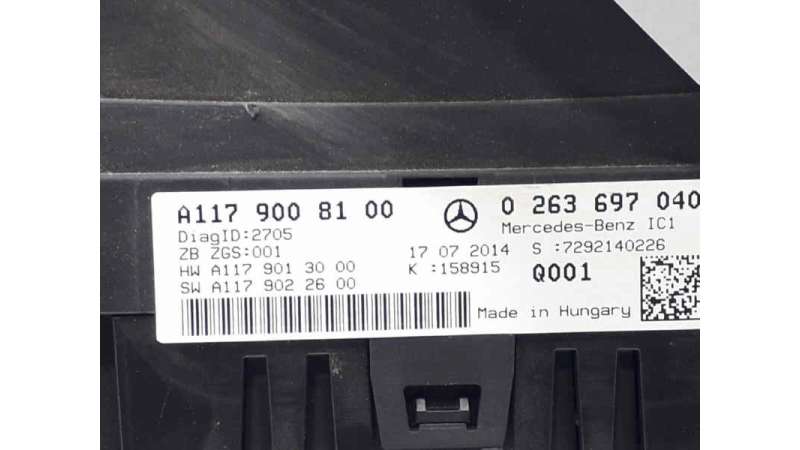 A117 900 81 00
0 263 697 040
DiagID:2705
Mercedes-Benz IC1
ZB ZGS:001
17 07 2014
S :7292140226
HW A117 901 30 00
K :158915
Q001
SW A117 902 26 00
Made in Hungary